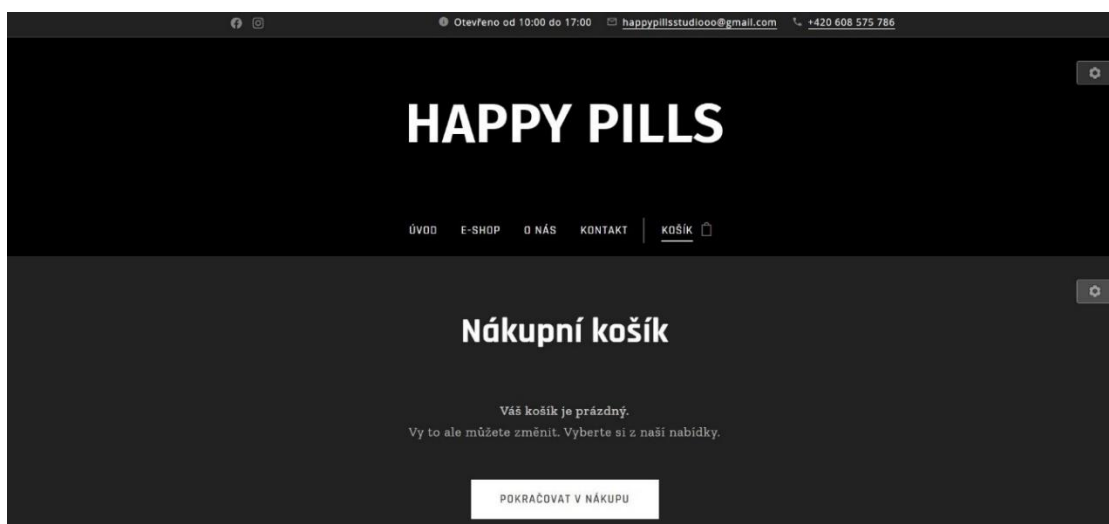 Otevřeno od 10:00 do 17:00 happypillsstudiooo@gmail.com +420 608 575 786
HAPPY PILLS
ÚVOD E-SHOP O NÁS KONTAKT KOŠÍK
Nákupní košík
Váš košík je prázdný.
Vy to ale můžete změnit. Vyberte si z naší nabídky.
POKRAČOVAT V NÁKUPU